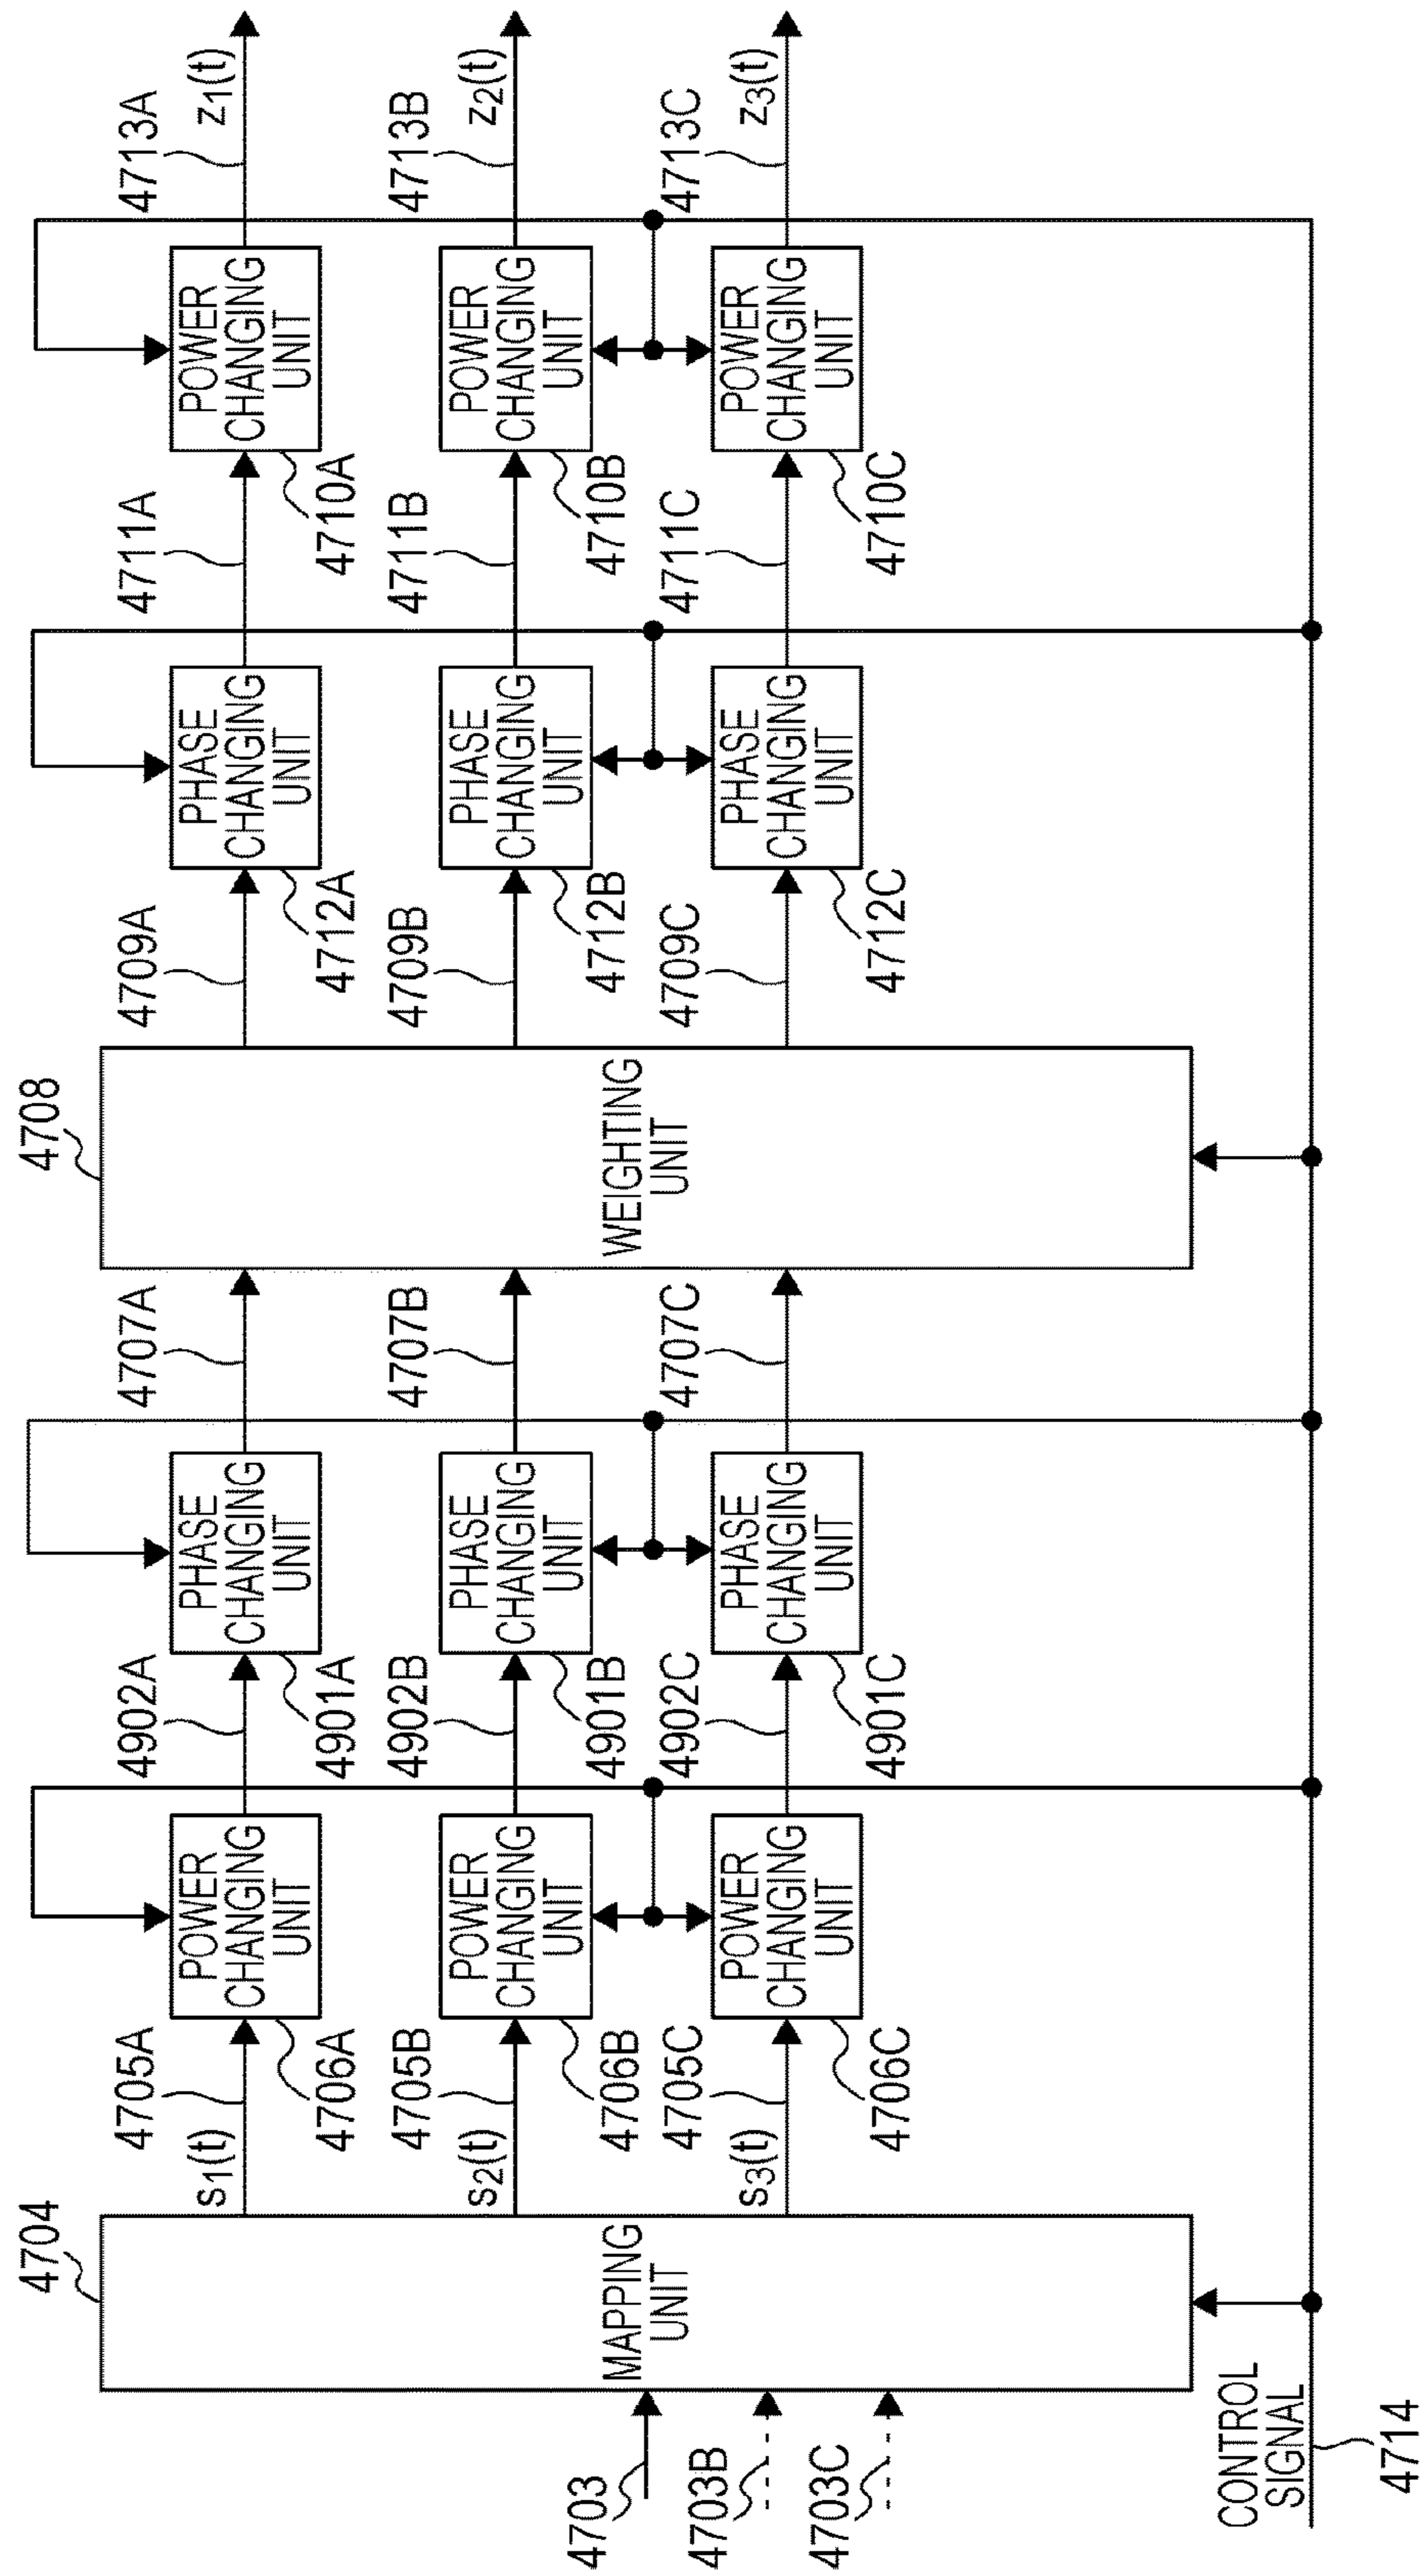 4704
4708
4703
4703B
4703C
MAPPING
UNIT
s1(t)
4705A
s2(t)
4705B
s3(t)
4705C
POWER
CHANGING
UNIT
4706A
POWER
CHANGING
UNIT
4706B
POWER
CHANGING
UNIT
4706C
4902A
4902B
4902C
PHASE
CHANGING
UNIT
4901A
PHASE
CHANGING
UNIT
4901B
PHASE
CHANGING
UNIT
4901C
4707A
4707B
4707C
WEIGHTING
UNIT
4709A
4709B
4709C
PHASE
CHANGING
UNIT
4712A
PHASE
CHANGING
UNIT
4712B
PHASE
CHANGING
UNIT
4712C
4711A
4711B
4711C
POWER
CHANGING
UNIT
4710A
POWER
CHANGING
UNIT
4710B
POWER
CHANGING
UNIT
4710C
4713A
z1(t)
4713B
z2(t)
4713C
z3(t)
CONTROL
SIGNAL
4714